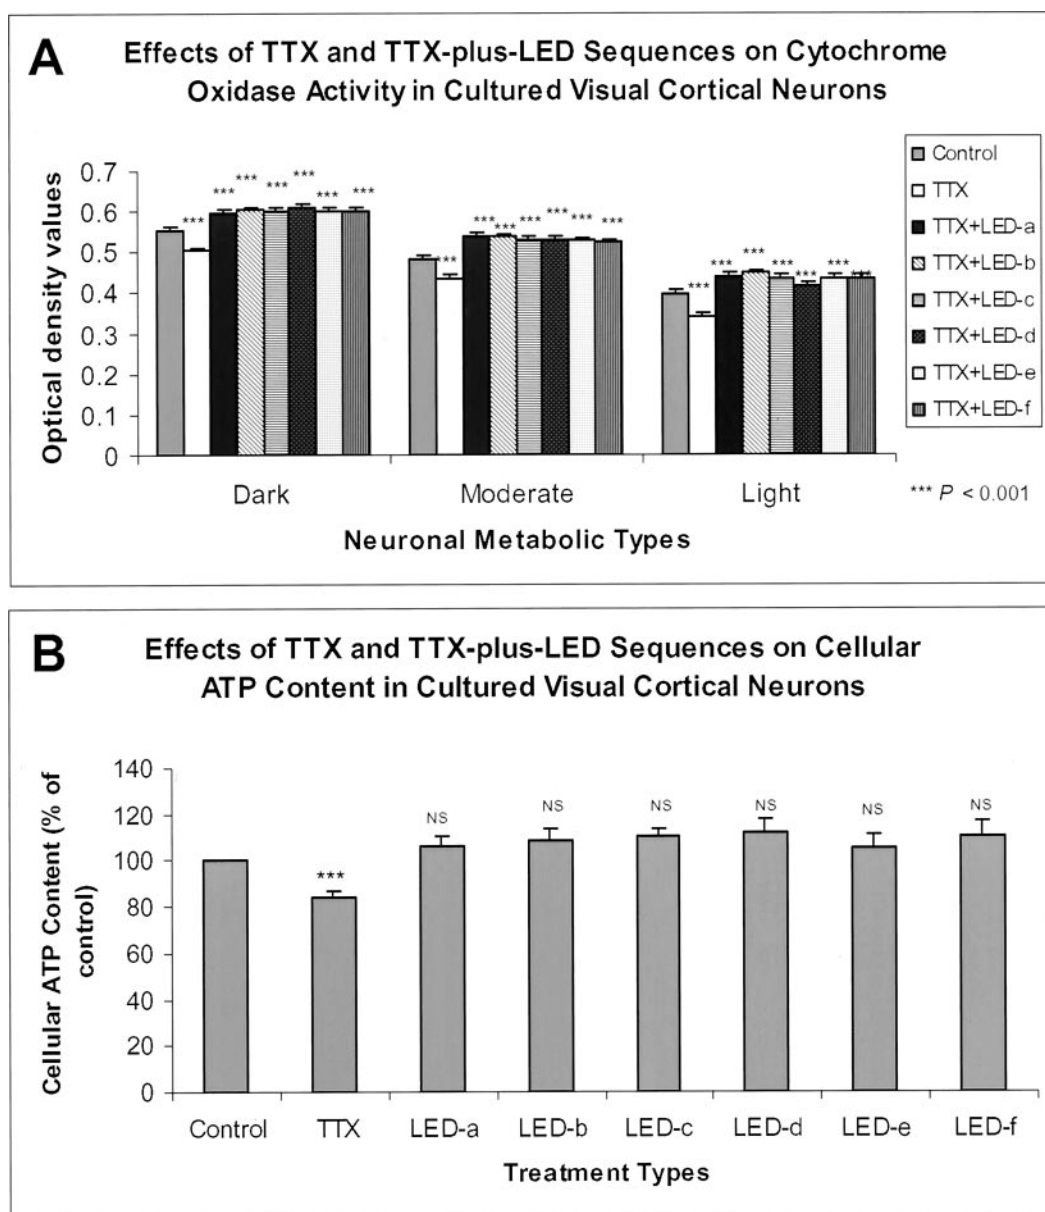 A
Effects of TTX and TTX-plus-LED Sequences on Cytochrome
Oxidase Activity in Cultured Visual Cortical Neurons
Optical density values
0.7
0.6
0.5
0.4
0.3
0.2
0.1
0
*** *** *** *** *** *** ***
*** *** *** *** *** *** ***
*** *** *** *** *** *** ***
Dark Moderate Light
Neuronal Metabolic Types
Control
TTX
TTX+LED-a
TTX+LED-b
TTX+LED-c
TTX+LED-d
TTX+LED-e
TTX+LED-f
*** P < 0.001
B
Effects of TTX and TTX-plus-LED Sequences on Cellular
ATP Content in Cultured Visual Cortical Neurons
Cellular ATP Content (% of
control)
140
120
100
80
60
40
20
0
*** NS NS NS NS NS NS
Control TTX LED-a LED-b LED-c LED-d LED-e LED-f
Treatment Types